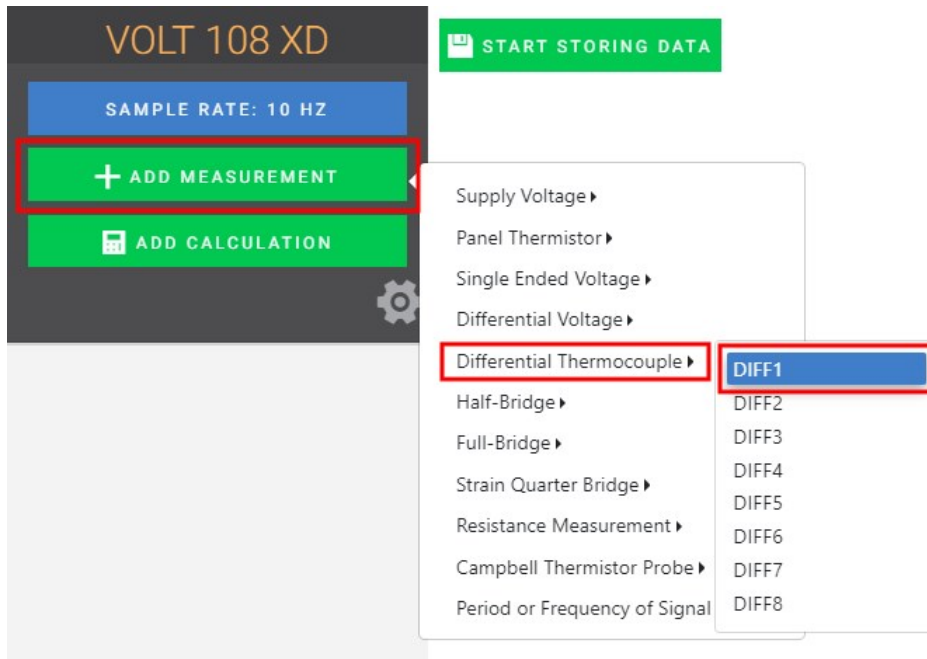 VOLT 108 XD
START STORING DATA
SAMPLE RATE: 10 HZ
ADD MEASUREMENT
ADD CALCULATION
Supply Voltage
Panel Thermistor
Single Ended Voltage
Differential Voltage
Differential Thermocouple
Half-Bridge
Full-Bridge
Strain Quarter Bridge
Resistance Measurement
Campbell Thermistor Probe
Period or Frequency of Signal
DIFF1
DIFF2
DIFF3
DIFF4
DIFF5
DIFF6
DIFF7
DIFF8